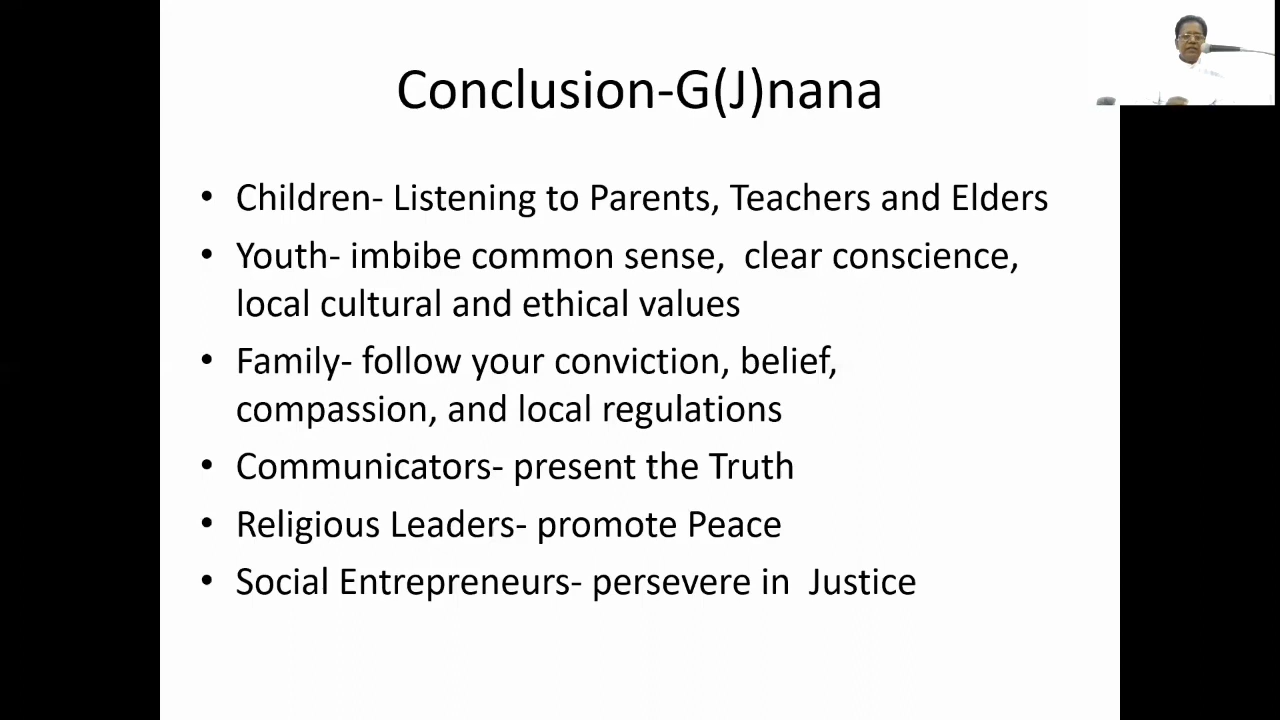 Conclusion-G(J)nana
• Children- Listening to Parents, Teachers and Elders
• Youth- imbibe common sense,  clear conscience,
local cultural and ethical values
• Family- follow your conviction, belief,
compassion, and local regulations
• Communicators- present the Truth
• Religious Leaders- promote Peace
• Social Entrepreneurs- persevere in  Justice